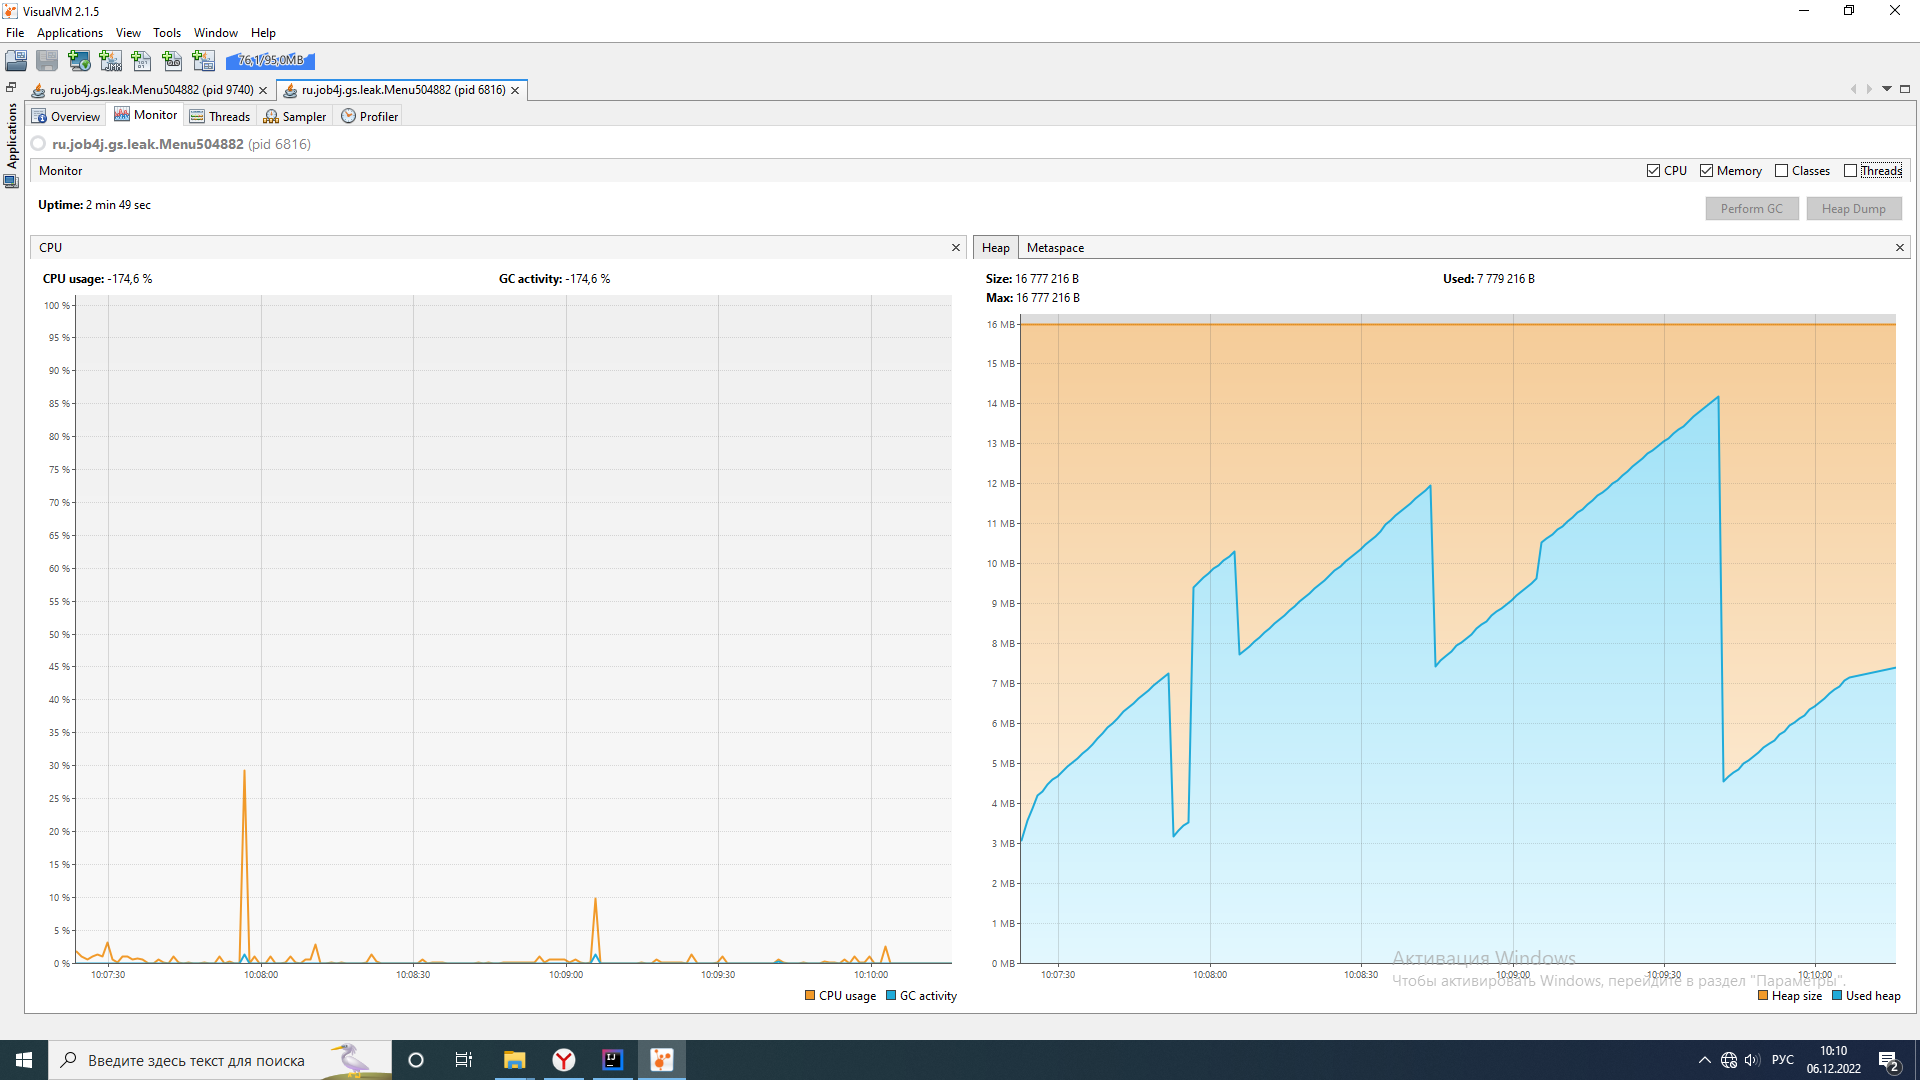 VisualVM 2.1.5
File Applications View Tools Window Help
76,1/95,0MB
ru.job4j.gs.leak.Menu504882 (pid 9740) ru.job4j.gs.leak.Menu504882 (pid 6816)
Applications
Overview Monitor Threads Sampler Profiler
ru.job4j.gs.leak.Menu504882 (pid 6816)
Monitor CPU Memory Classes Threads
Uptime: 2 min 49 sec
Perform GC Heap Dump
CPU
CPU usage: -174,6 % GC activity: -174,6 %
100 %
95 %
90 %
85 %
80 %
75 %
70 %
65 %
60 %
55 %
50 %
45 %
40 %
35 %
30 %
25 %
20 %
15 %
10 %
5 %
0 %
10:07:30 10:08:00 10:08:30 10:09:00 10:09:30 10:10:00
CPU usage GC activity
Heap Metaspace
Size: 16 777 216 B Used: 7 779 216 B
Max: 16 777 216 B
16 MB
15 MB
14 MB
13 MB
12 MB
11 MB
10 MB
9 MB
8 MB
7 MB
6 MB
5 MB
4 MB
3 MB
2 MB
1 MB
0 MB
10:07:30 10:08:00 10:08:30 10:09:00 10:09:30 10:10:00
Heap size Used heap
Активация Windows
Чтобы активировать Windows, перейдите в раздел "Параметры".
Введите здесь текст для поиска
РУС
10:10
06.12.2022
2